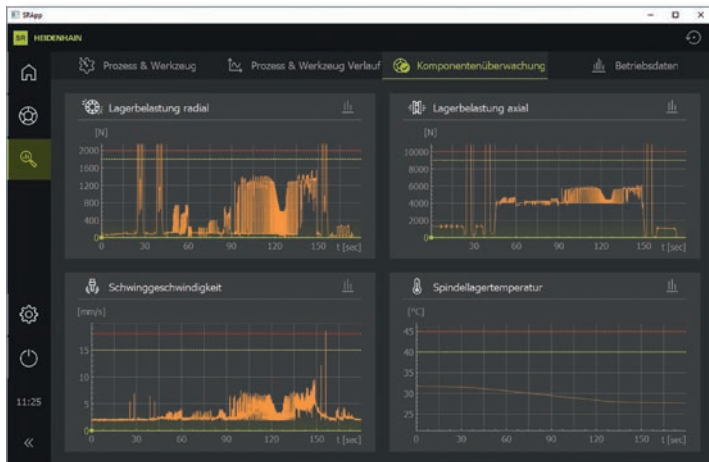 SRApp
SR HEIDENHAIN
Prozess & Werkzeug
Prozess & Werkzeug Verlauf
Komponentenüberwachung
Betriebsdaten
Lagerbelastung radial
[N]
2000
1600
1200
800
400
0
0 30 60 90 120 150 t [sec]
Lagerbelastung axial
[N]
10000
8000
6000
4000
2000
0
30 60 90 120 150 t [sec]
Schwinggeschwindigkeit
[mm/s]
15
10
5
0
0 30 60 90 120 150 t [sec]
Spindellagertemperatur
[°C]
45
40
35
30
25
0 30 60 90 120 150 t [sec]
11:25